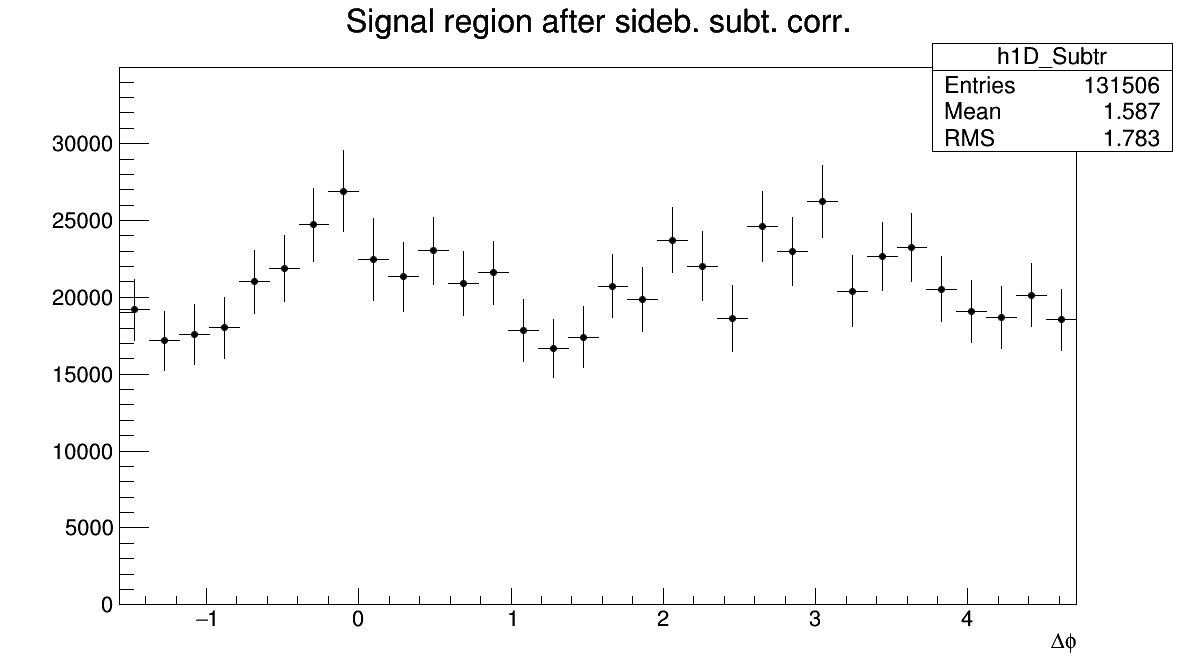 Signal region after sideb. subt. corr.
h1D_Subtr
Entries 131506
Mean 1.587
RMS 1.783
30000
25000
20000
15000
10000
5000
0
−1 0 1 2 3 4
Δϕ